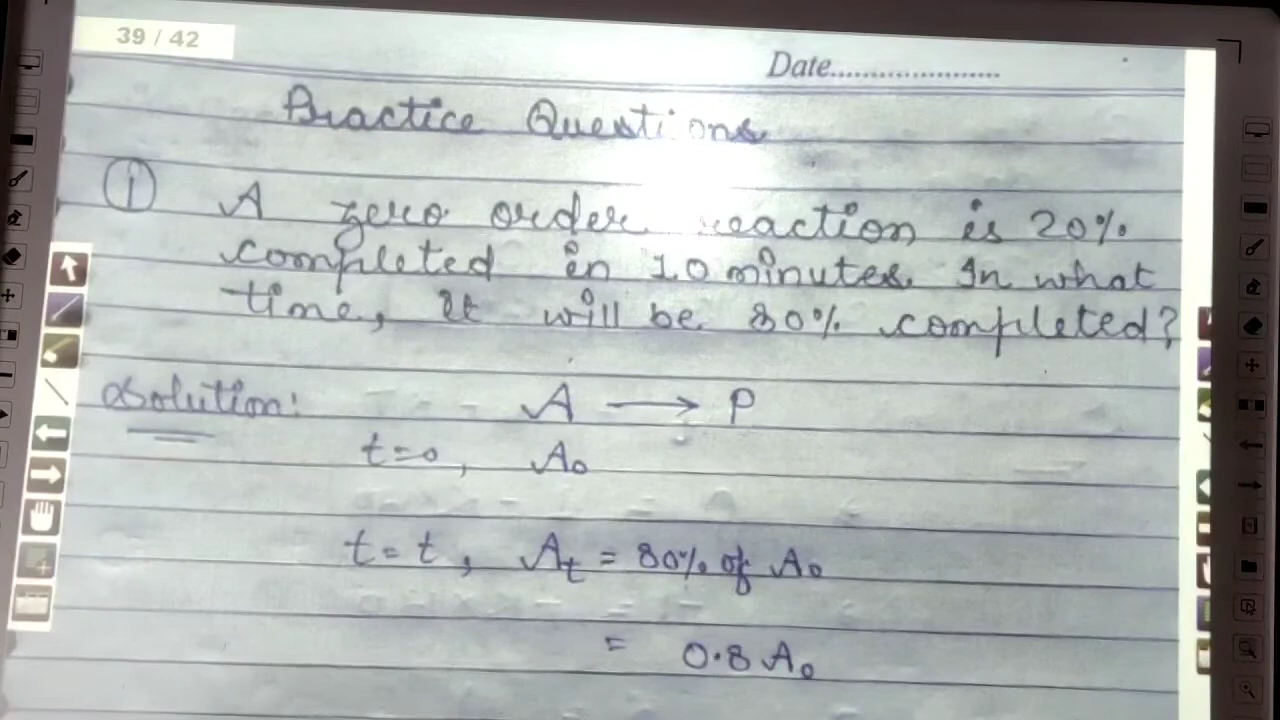 39 / 42
Date......................
Practice Questions
① A zero order reaction is 20%
completed in 10 minutes. In what
time, it will be 80% completed?
Solution: A → P
t=0, A₀
t=t, Aₜ = 80% of A₀
= 0.8 A₀